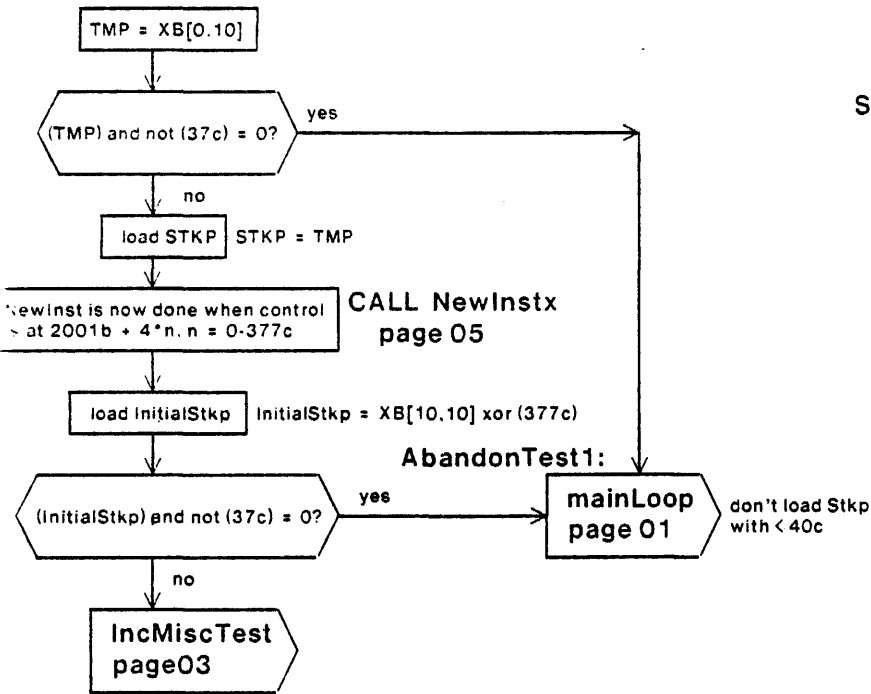 TMP = XB[0.10]
yes
S
(TMP) and not (37c) = 0?
no
load STKP
STKP = TMP
NewInst is now done when control
at 2001b + 4*n, n = 0-377c
CALL NewInstx
page 05
load InitialStkp
InitialStkp = XB[10,10] xor (377c)
AbandonTest1:
(InitialStkp) and not (37c) = 0?
yes
mainLoop
page 01
don't load Stkp
with < 40c
no
IncMiscTest
page03